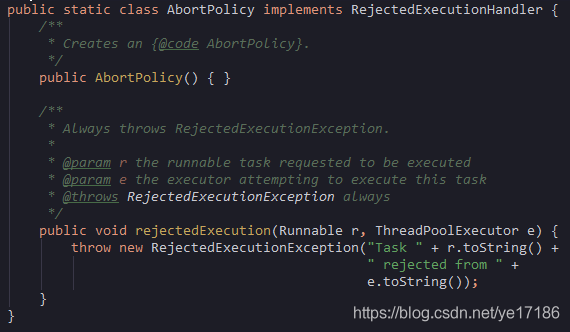 public static class AbortPolicy implements RejectedExecutionHandler {
    /**
     * Creates an {@code AbortPolicy}.
     */
    public AbortPolicy() { }

    /**
     * Always throws RejectedExecutionException.
     *
     * @param r the runnable task requested to be executed
     * @param e the executor attempting to execute this task
     * @throws RejectedExecutionException always
     */
    public void rejectedExecution(Runnable r, ThreadPoolExecutor e) {
        throw new RejectedExecutionException("Task " + r.toString() +
                                             " rejected from " +
                                             e.toString());
    }
}
https://blog.csdn.net/ye17186